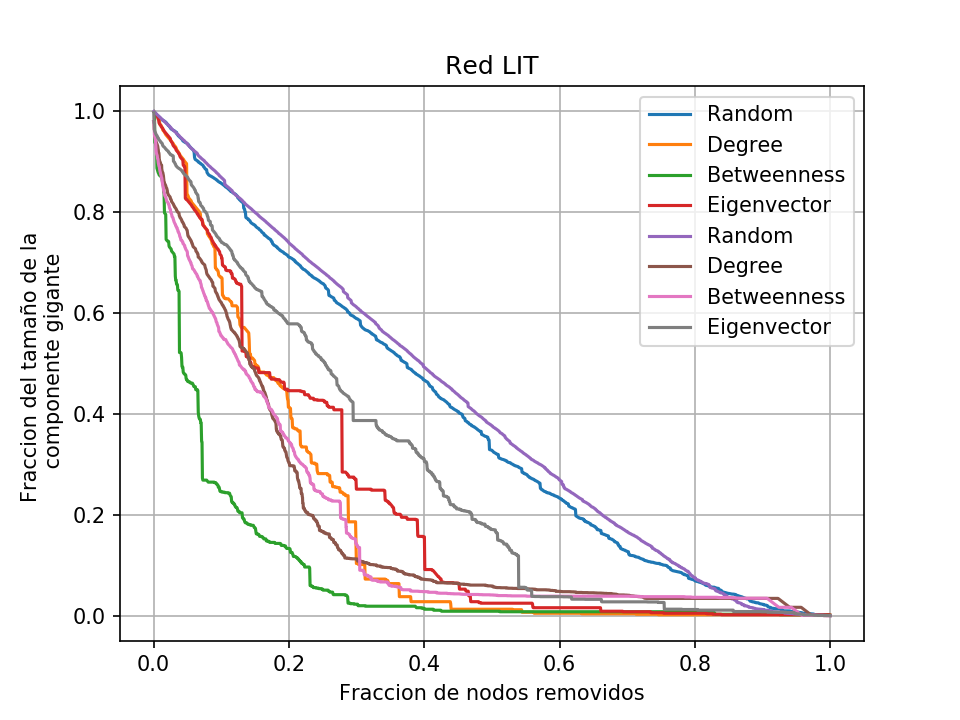 Red LIT
Random
Degree
Betweenness
Eigenvector
Random
Degree
Betweenness
Eigenvector
Fraccion del tamaño de la
componente gigante
1.0
0.8
0.6
0.4
0.2
0.0
0.0 0.2 0.4 0.6 0.8 1.0
Fraccion de nodos removidos